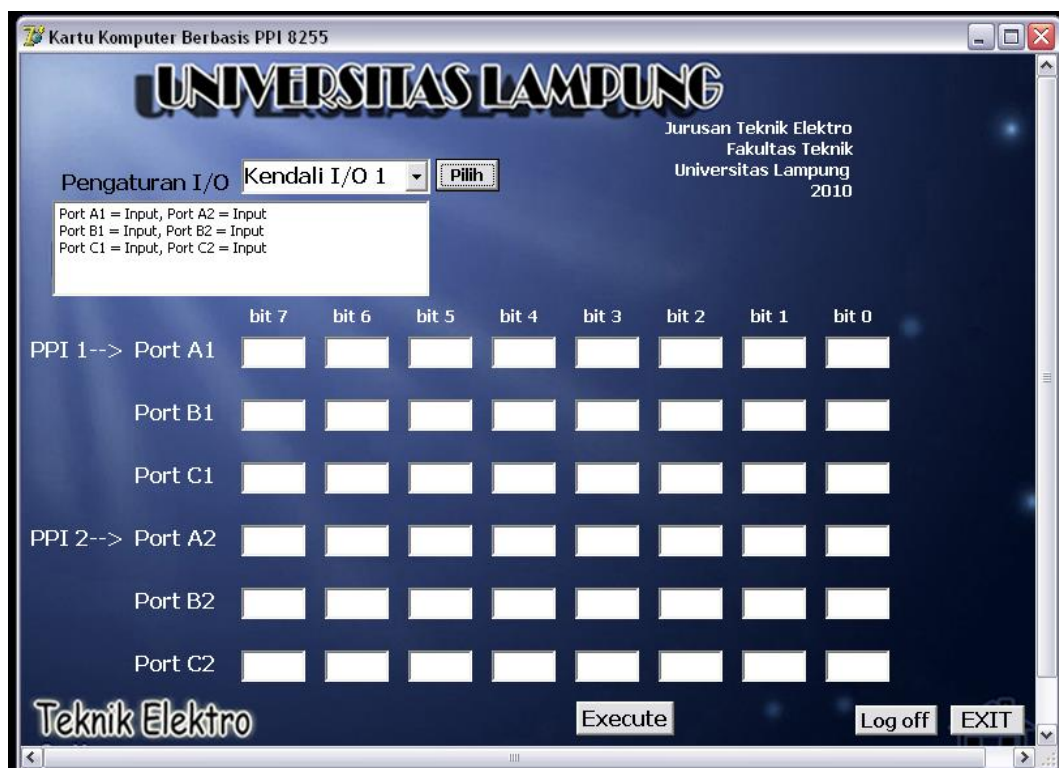 Kartu Komputer Berbasis PPI 8255
UNIVERSITAS LAMPUNG
Jurusan Teknik Elektro
Fakultas Teknik
Universitas Lampung
2010
Pengaturan I/O Kendali I/O 1 Pilih
Port A1 = Input, Port A2 = Input
Port B1 = Input, Port B2 = Input
Port C1 = Input, Port C2 = Input
bit 7 bit 6 bit 5 bit 4 bit 3 bit 2 bit 1 bit 0
PPI 1--> Port A1
Port B1
Port C1
PPI 2--> Port A2
Port B2
Port C2
Teknik Elektro Execute Log off EXIT